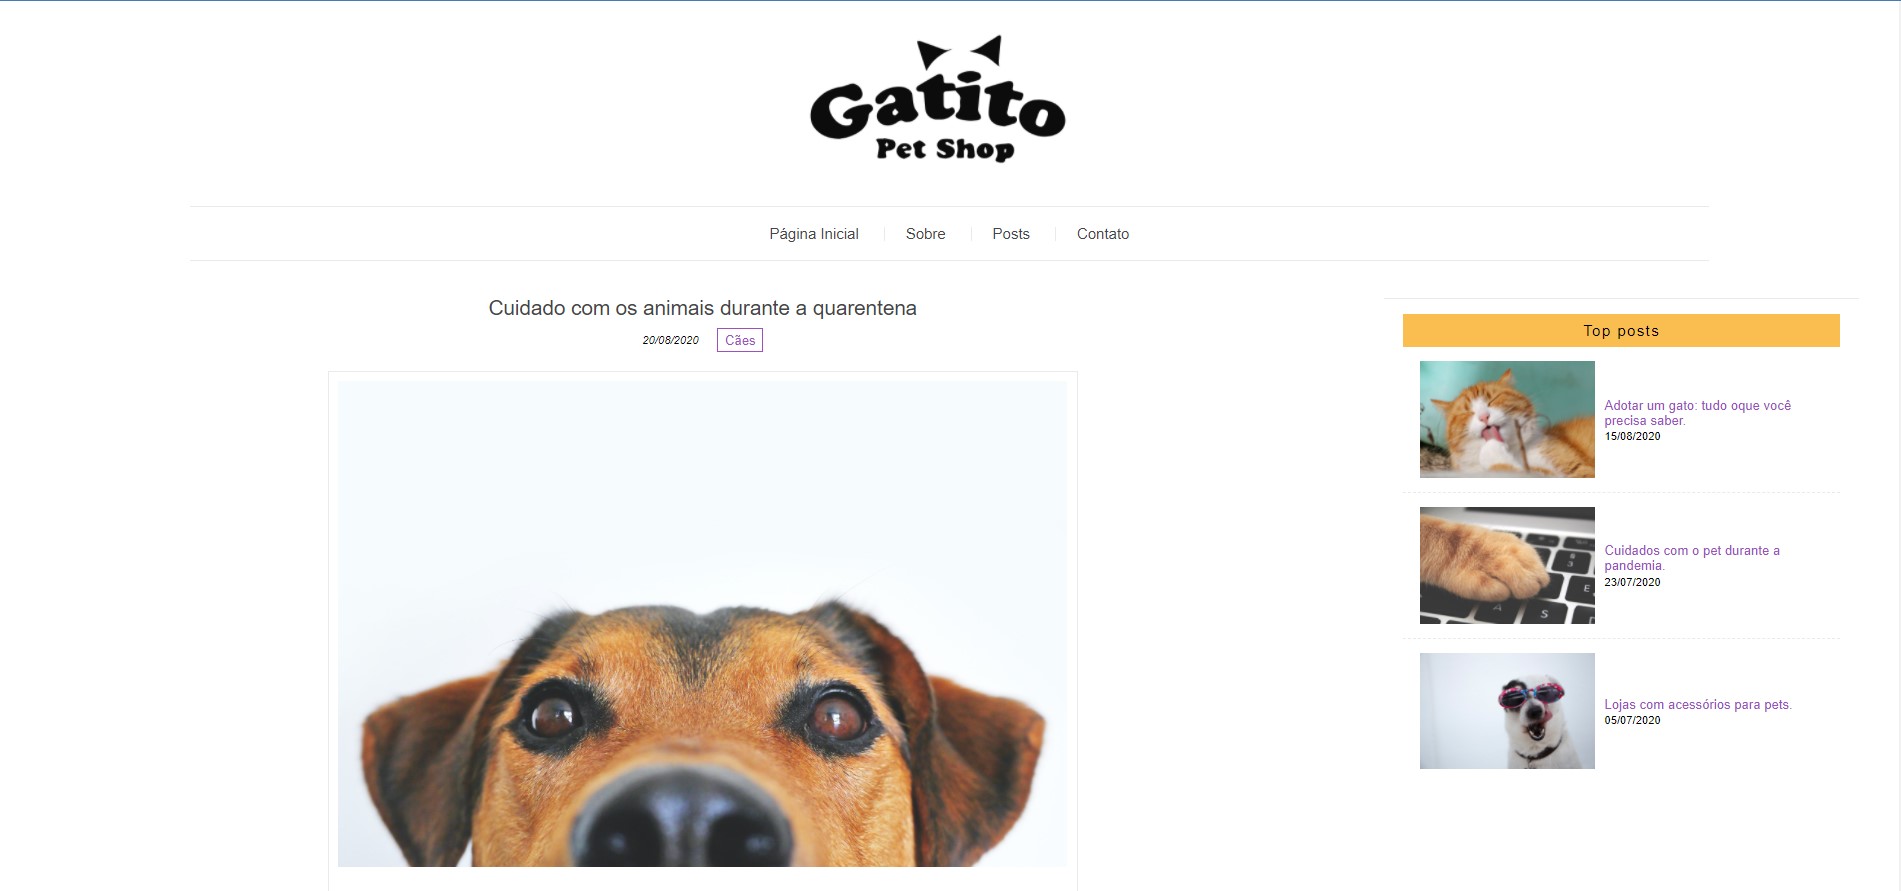 Gatito
Pet Shop
Página Inicial
Sobre
Posts
Contato
Cuidado com os animais durante a quarentena
20/08/2020
Cães
Top posts
Adotar um gato: tudo oque você
precisa saber.
15/08/2020
Cuidados com o pet durante a
pandemia.
23/07/2020
Lojas com acessórios para pets.
05/07/2020